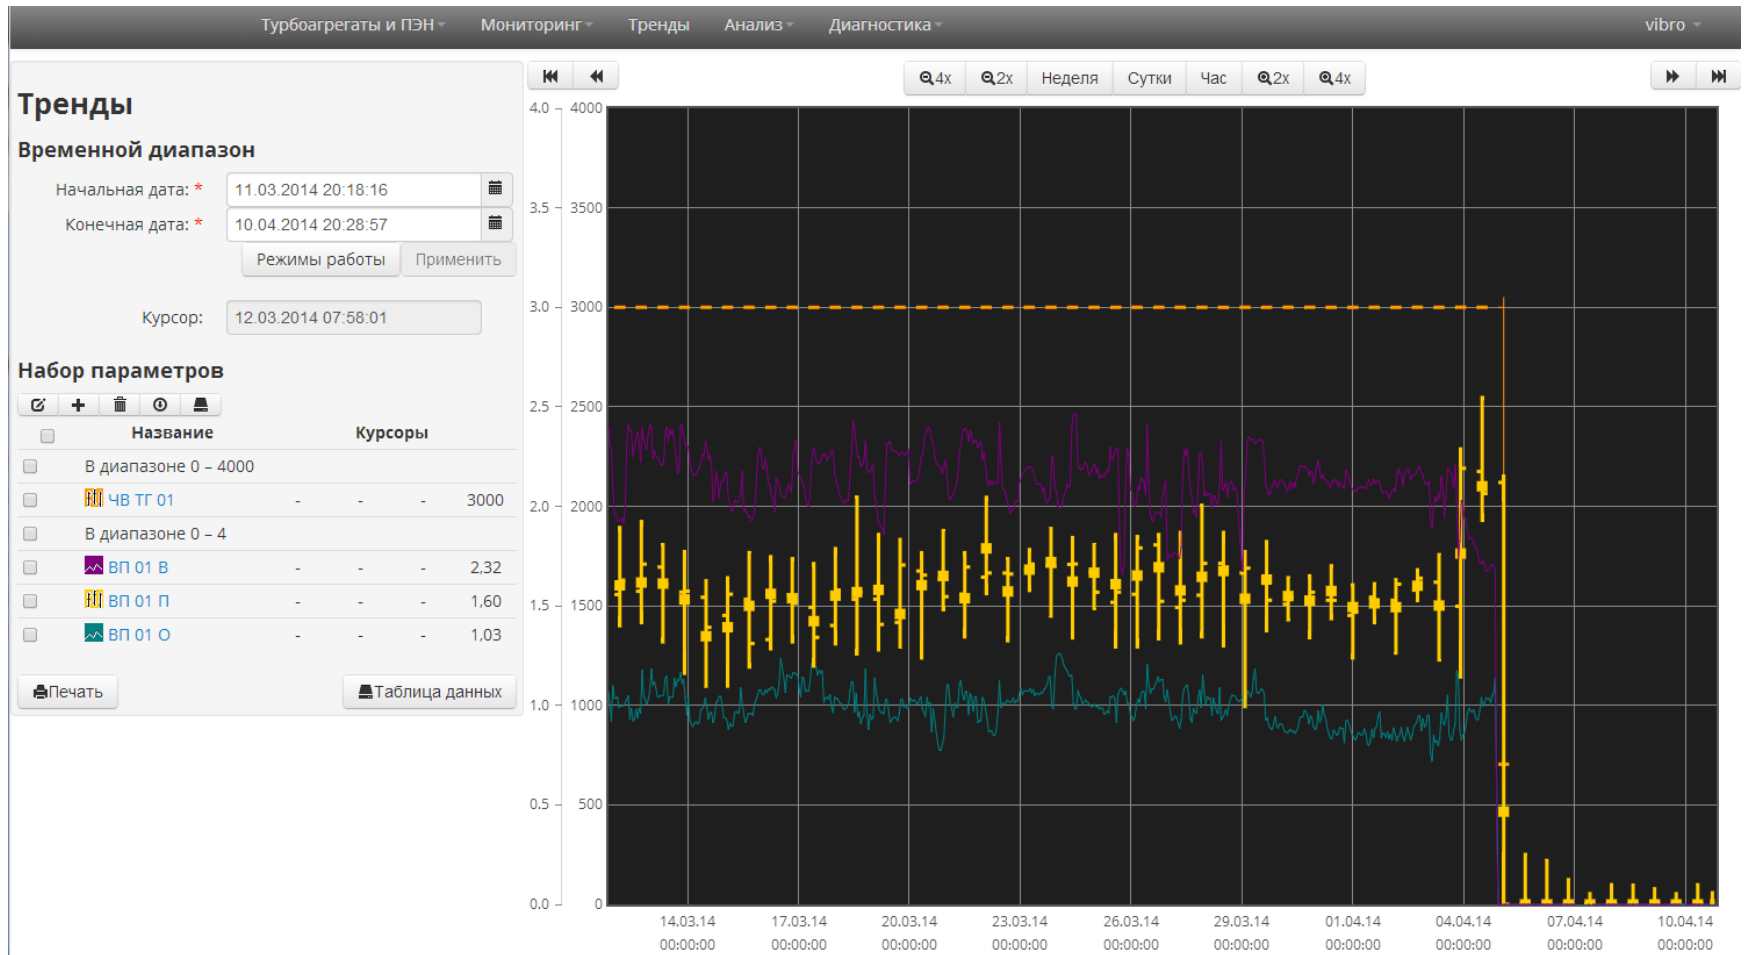 Турбоагрегаты и ПЭН Мониторинг Тренды Анализ Диагностика vibro
Тренды
Временной диапазон
Начальная дата: * 11.03.2014 20:18:16
Конечная дата: * 10.04.2014 20:28:57
Режимы работы Применить
Курсор: 12.03.2014 07:58:01
Набор параметров
Название Курсоры
В диапазоне 0 – 4000
ЧВ ТГ 01 - - - 3000
В диапазоне 0 – 4
ВП 01 В - - - 2,32
ВП 01 П - - - 1,60
ВП 01 О - - - 1,03
Печать Таблица данных
4x 2x Неделя Сутки Час 2x 4x
4.0 – 4000
3.5 – 3500
3.0 – 3000
2.5 – 2500
2.0 – 2000
1.5 – 1500
1.0 – 1000
0.5 – 500
0.0 – 0
14.03.14 17.03.14 20.03.14 23.03.14 26.03.14 29.03.14 01.04.14 04.04.14 07.04.14 10.04.14
00:00:00 00:00:00 00:00:00 00:00:00 00:00:00 00:00:00 00:00:00 00:00:00 00:00:00 00:00:00